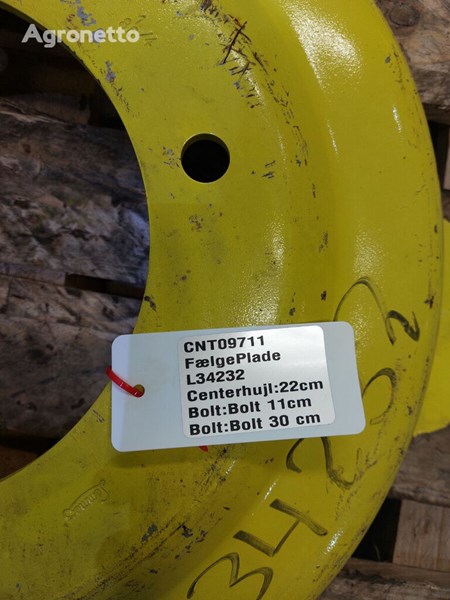 Agronetto
CNT09711
FælgePlade
L34232
Centerhujl:22cm
Bolt:Bolt 11cm
Bolt:Bolt 30 cm